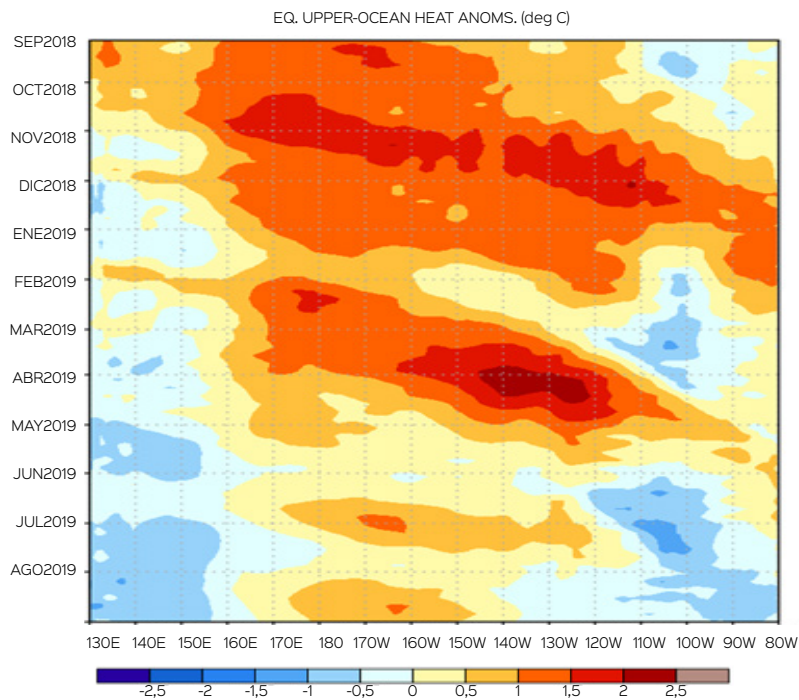 EQ. UPPER-OCEAN HEAT ANOMS. (deg C)
SEP2018
OCT2018
NOV2018
DIC2018
ENE2019
FEB2019
MAR2019
ABR2019
MAY2019
JUN2019
JUL2019
AGO2019
130E 140E 150E 160E 170E 180 170W 160W 150W 140W 130W 120W 110W 100W 90W 80W
-2,5 -2 -1,5 -1 -0,5 0 0,5 1 1,5 2 2,5